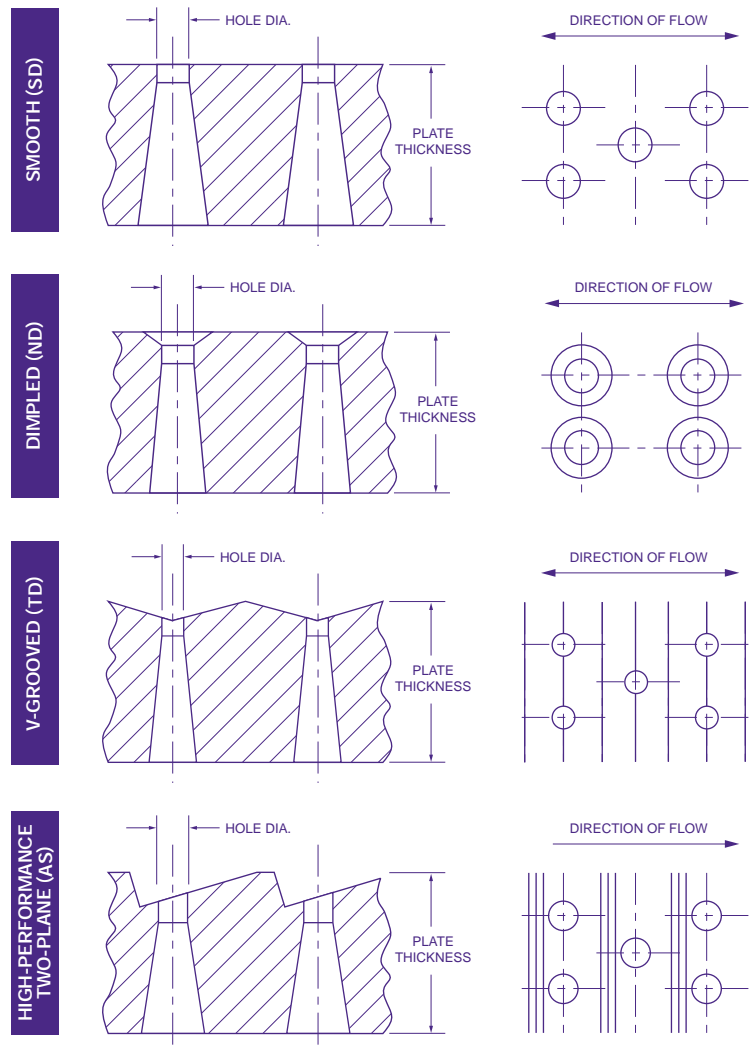 SMOOTH (SD)
HOLE DIA.
PLATE
THICKNESS
DIRECTION OF FLOW
DIMPLED (ND)
HOLE DIA.
PLATE
THICKNESS
DIRECTION OF FLOW
V-GROOVED (TD)
HOLE DIA.
PLATE
THICKNESS
DIRECTION OF FLOW
HIGH-PERFORMANCE
TWO-PLANE (AS)
HOLE DIA.
PLATE
THICKNESS
DIRECTION OF FLOW